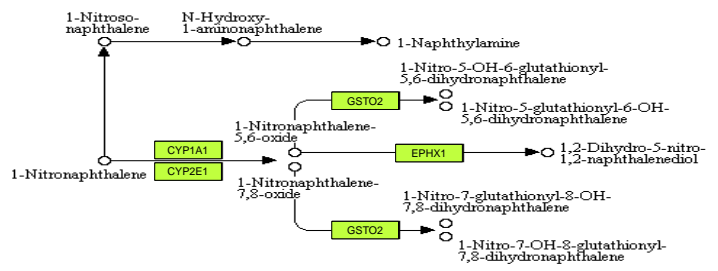 1-Nitroso-
naphthalene
N-Hydroxy-
1-aminonaphthalene
1-Naphthylamine
1-Nitro-5-OH-6-glutathionyl-
5,6-dihydronaphthalene
GSTO2
1-Nitro-5-glutathionyl-6-OH-
5,6-dihydronaphthalene
1-Nitronaphthalene-
5,6-oxide
CYP1A1
EPHX1
1,2-Dihydro-5-nitro-
1,2-naphthalenediol
1-Nitronaphthalene
CYP2E1
1-Nitronaphthalene-
7,8-oxide
1-Nitro-7-glutathionyl-8-OH-
7,8-dihydronaphthalene
GSTO2
1-Nitro-7-OH-8-glutathionyl-
7,8-dihydronaphthalene